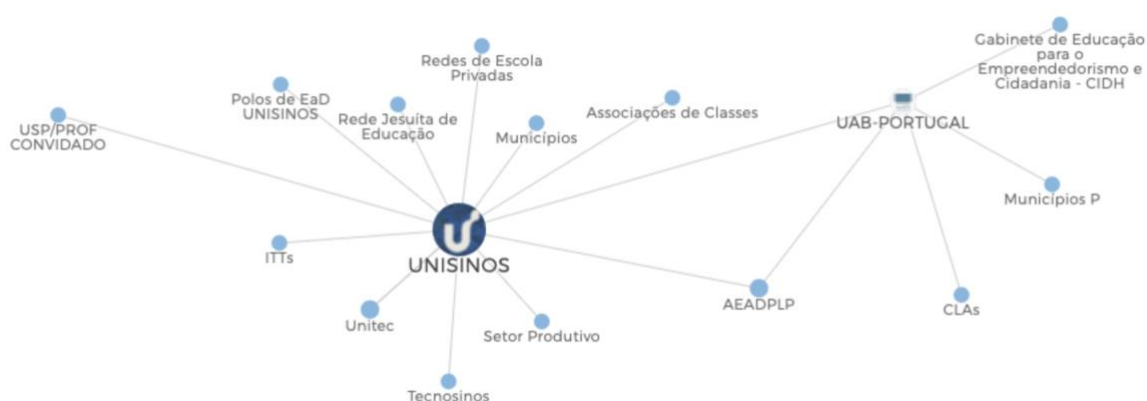 Gabinete de Educação
para o
Empreendedorismo e
Cidadania - CIDH
Redes de Escola
Privadas
Polos de EaD
UNISINOS
Rede Jesuíta de
Educação
Associações de Classes
USP/PROF
CONVIDADO
Municípios
UAB-PORTUGAL
Municípios P
ITTs
UNISINOS
AEADPLP
CLAs
Unitec
Setor Produtivo
Tecnosinos